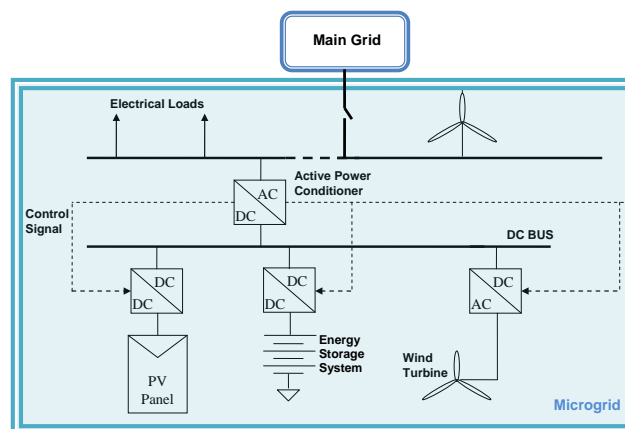 Main Grid
Electrical Loads
Active Power
Conditioner
AC
DC
Control
Signal
DC BUS
DC
DC
DC
DC
DC
AC
Energy
Storage
System
Wind
Turbine
PV
Panel
Microgrid